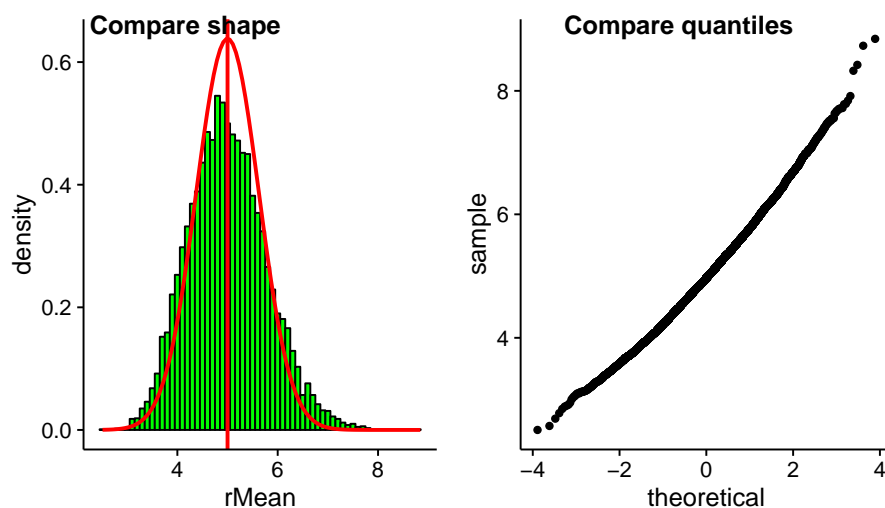 Compare shape
density
0.6
0.4
0.2
0.0
4 6 8
rMean
Compare quantiles
sample
8
6
4
−4 −2 0 2 4
theoretical